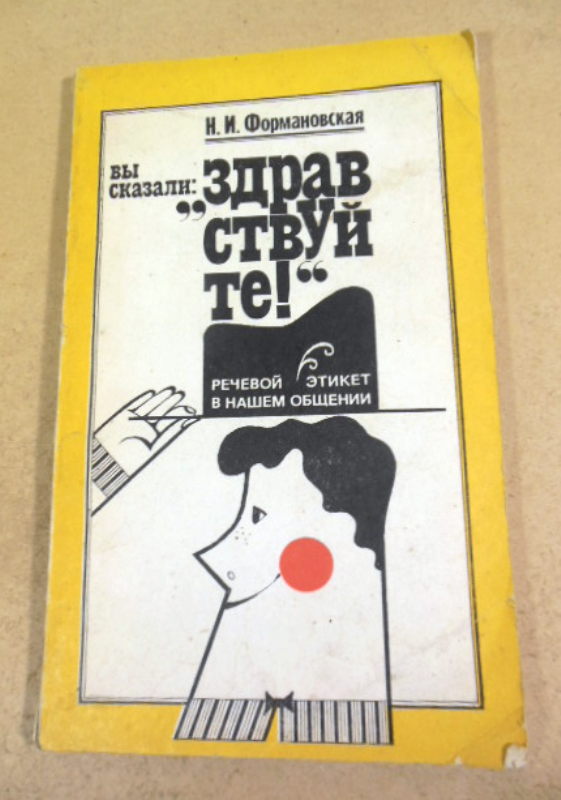 Н. И. Формановская
вы
сказали:
„здрав
ствуй
те!“
РЕЧЕВОЙ ЭТИКЕТ
В НАШЕМ ОБЩЕНИИ